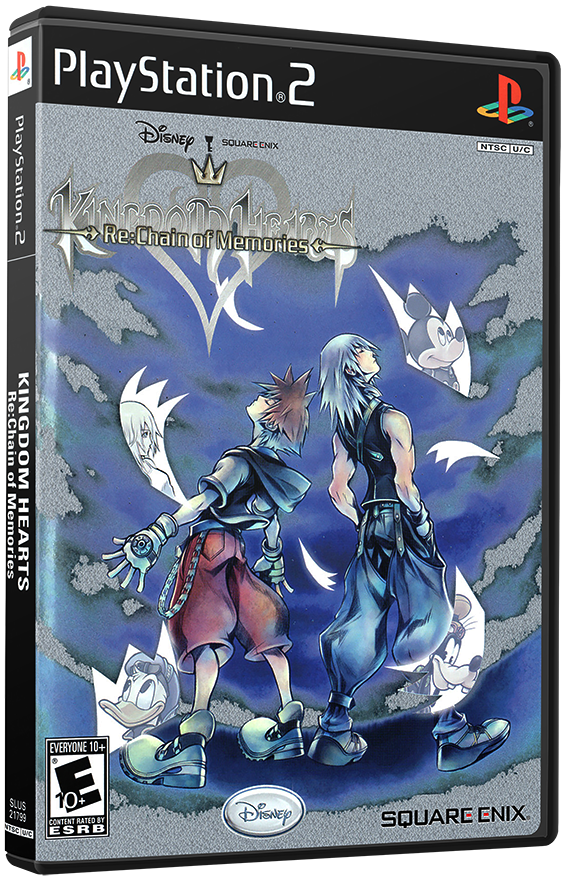 PlayStation®2
NTSC U/C
Disney SQUARE ENIX
KINGDOM HEARTS
Re:Chain of Memories
EVERYONE 10+
®
E
10+
CONTENT RATED BY
ESRB
Disney
SQUARE ENIX
PlayStation®2
KINGDOM HEARTS
Re:Chain of Memories
SLUS
21799
NTSC U/C